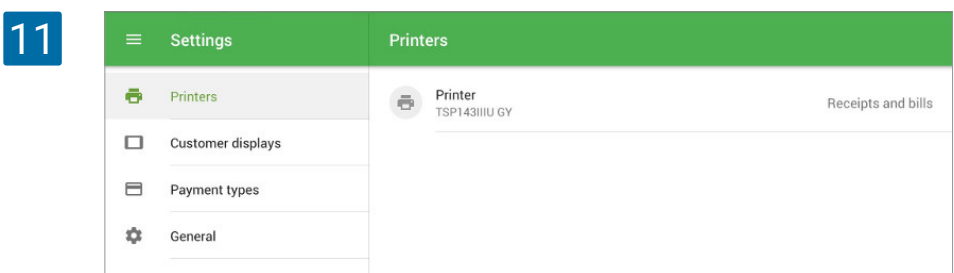 11
Settings
Printers
Printers
Printer
TSP143IIIU GY
Receipts and bills
Customer displays
Payment types
General